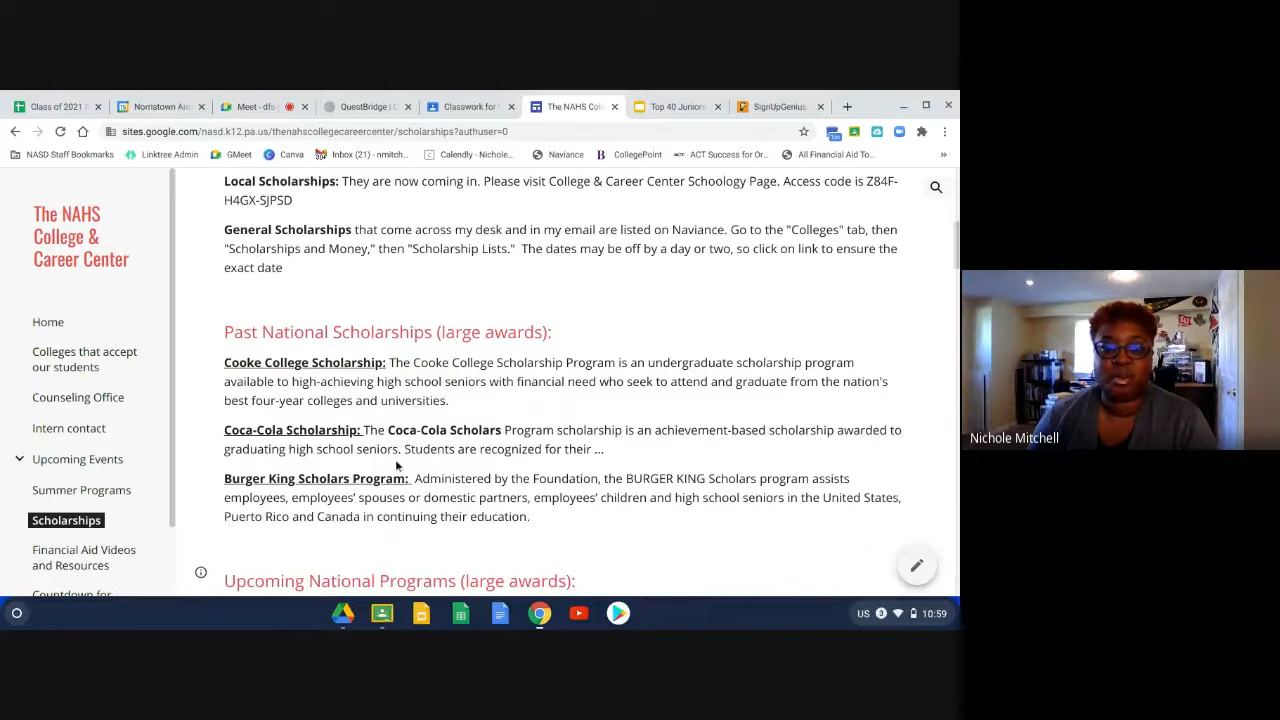 Class of 2021
Norristown Are
Meet - dfs-
QuestBridge | C
Classwork for
The NAHS Coll
Top 40 Juniors
SignUpGenius
sites.google.com/nasd.k12.pa.us/thenahscollegecareercenter/scholarships?authuser=0
NASD Staff Bookmarks
Linktree Admin
GMeet
Canva
Inbox (21) - nmitch...
Calendly - Nichole...
Naviance
CollegePoint
ACT Success for Or...
All Financial Aid To...
The NAHS
College &
Career Center
Home
Colleges that accept
our students
Counseling Office
Intern contact
Upcoming Events
Summer Programs
Scholarships
Financial Aid Videos
and Resources
Countdown for
Local Scholarships: They are now coming in. Please visit College & Career Center Schoology Page. Access code is Z84F-
H4GX-SJPSD
General Scholarships that come across my desk and in my email are listed on Naviance. Go to the "Colleges" tab, then
"Scholarships and Money," then "Scholarship Lists." The dates may be off by a day or two, so click on link to ensure the
exact date
Past National Scholarships (large awards):
Cooke College Scholarship: The Cooke College Scholarship Program is an undergraduate scholarship program
available to high-achieving high school seniors with financial need who seek to attend and graduate from the nation's
best four-year colleges and universities.
Coca-Cola Scholarship: The Coca-Cola Scholars Program scholarship is an achievement-based scholarship awarded to
graduating high school seniors. Students are recognized for their ...
Burger King Scholars Program: Administered by the Foundation, the BURGER KING Scholars program assists
employees, employees' spouses or domestic partners, employees' children and high school seniors in the United States,
Puerto Rico and Canada in continuing their education.
Upcoming National Programs (large awards):
US 3 10:59
Nichole Mitchell